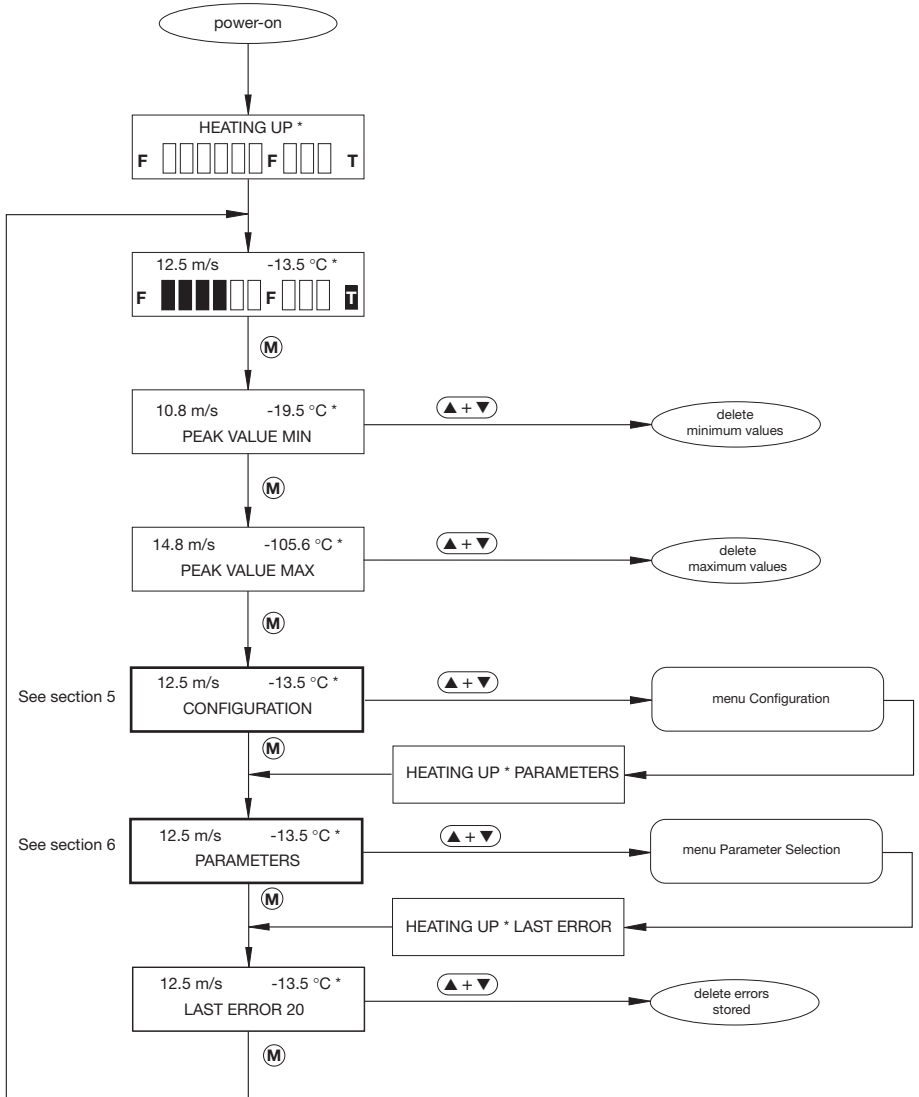 power-on
HEATING UP *
F F T
12.5 m/s -13.5 °C *
F F T
M
10.8 m/s -19.5 °C *
PEAK VALUE MIN
▲ + ▼
delete
minimum values
M
14.8 m/s -105.6 °C *
PEAK VALUE MAX
▲ + ▼
delete
maximum values
M
See section 5
12.5 m/s -13.5 °C *
CONFIGURATION
▲ + ▼
menu Configuration
M
HEATING UP * PARAMETERS
See section 6
12.5 m/s -13.5 °C *
PARAMETERS
▲ + ▼
menu Parameter Selection
M
HEATING UP * LAST ERROR
12.5 m/s -13.5 °C *
LAST ERROR 20
▲ + ▼
delete errors
stored
M